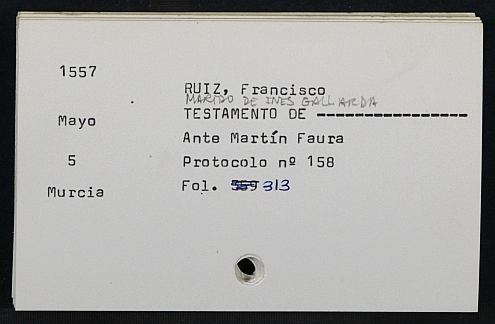 1557
RUIZ, Francisco
MARIDO DE INES GALLARDA
Mayo
TESTAMENTO DE ----------------
Ante Martín Faura
5
Protocolo nº 158
Murcia
Fol. 313